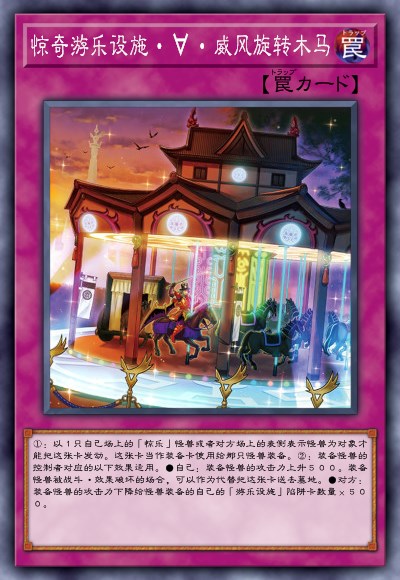 惊奇游乐设施・∀・威风旋转木马
罠
トラップ
【罠カード】
トラップ
①：以１只自己场上的「惊乐」怪兽或者对方场上的表侧表示怪兽为对象才
能把这张卡发动。这张卡当作装备卡使用给那只怪兽装备。②：装备怪兽的
控制者对应的以下效果适用。●自己：装备怪兽的攻击力上升５００。装备
怪兽被战斗・效果破坏的场合，可以作为代替把这张卡送去墓地。●对方：
装备怪兽的攻击力下降给怪兽装备的自己的「游乐设施」陷阱卡数量×５０
０。